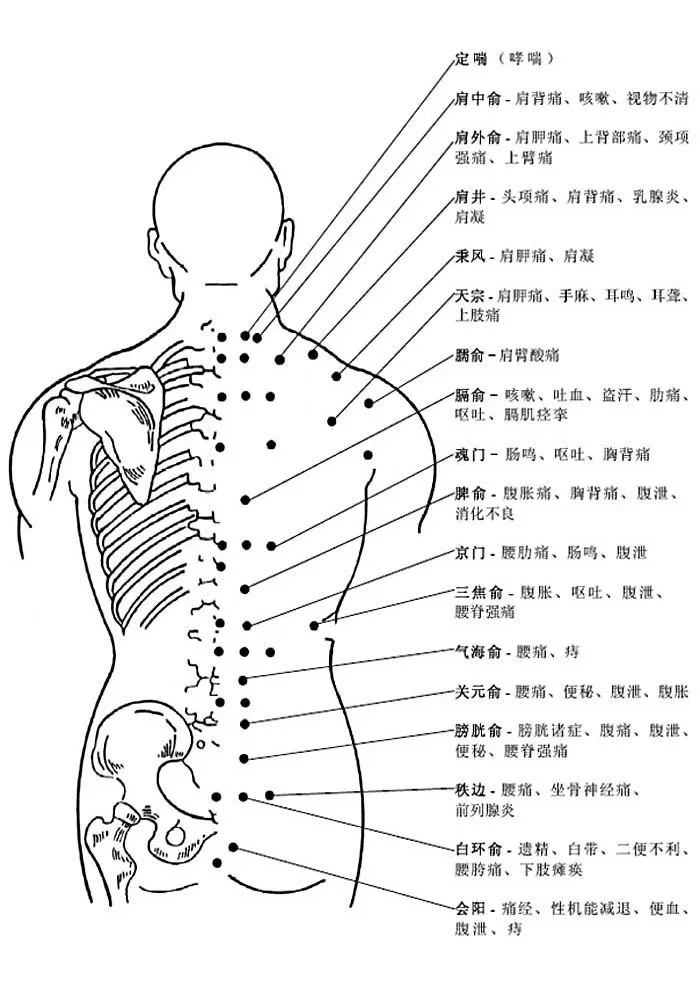 定喘（哮喘）
肩中俞 - 肩背痛、咳嗽、视物不清
肩外俞 - 肩胛痛、上背部痛、颈项
强痛、上臂痛
肩井 - 头项痛、肩背痛、乳腺炎、
肩凝
秉风 - 肩胛痛、肩凝
天宗 - 肩胛痛、手麻、耳鸣、耳聋、
上肢痛
臑俞 - 肩臂酸痛
膈俞 - 咳嗽、吐血、盗汗、肋痛、
呕吐、膈肌痉挛
魂门 - 肠鸣、呕吐、胸背痛
脾俞 - 腹胀痛、胸背痛、腹泄、
消化不良
京门 - 腰肋痛、肠鸣、腹泄
三焦俞 - 腹胀、呕吐、腹泄、
腰脊强痛
气海俞 - 腰痛、痔
关元俞 - 腰痛、便秘、腹泄、腹胀
膀胱俞 - 膀胱诸症、腹痛、腹泄、
便秘、腰脊强痛
秩边 - 腰痛、坐骨神经痛、
前列腺炎
白环俞 - 遗精、白带、二便不利、
腰胯痛、下肢瘫痪
会阳 - 痛经、性机能减退、便血、
腹泄、痔